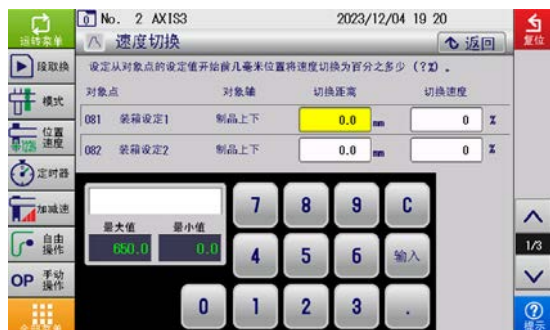 No. 2 AXIS3 2023/12/04 19 20
速度切换
返回
复位
运转菜单
设定从对象点的设定值开始前几毫米位置将速度切换为百分之多少（?%）.
段取换
对象点 对象轴 切换距离 切换速度
模式
081 装箱设定1 制品上下 0.0 mm 0 %
位置速度
082 装箱设定2 制品上下 0.0 mm 0 %
定时器
加减速
最大值 最小值
650.0 0.0
7 8 9 C
自由操作
4 5 6 输入
1/3
OP 手动操作
0 1 2 3 .
全部菜单
提示